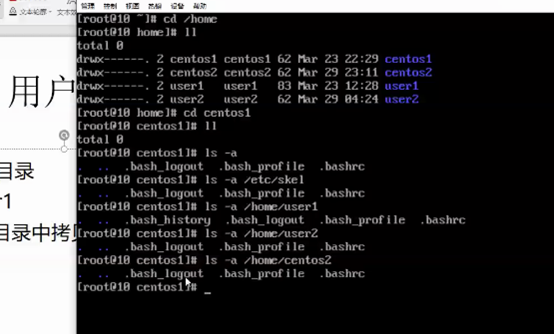 管理 控制 视图 热键 设备 帮助
文本轮廓
文本效
用户
目录
r1
目录中拷贝
[root@10 ~]# cd /home
[root@10 home]# ll
total 0
drwx------. 2 centos1 centos1 62 Mar 23 22:29 centos1
drwx------. 2 centos2 centos2 62 Mar 29 23:11 centos2
drwx------. 2 user1 user1 83 Mar 23 12:28 user1
drwx------. 2 user2 user2 62 Mar 29 04:24 user2
[root@10 home]# cd centos1
[root@10 centos1]# ll
total 0
[root@10 centos1]# ls -a
. .. .bash_logout .bash_profile .bashrc
[root@10 centos1]# ls -a /etc/skel
. .. .bash_logout .bash_profile .bashrc
[root@10 centos1]# ls -a /home/user1
. .. .bash_history .bash_logout .bash_profile .bashrc
[root@10 centos1]# ls -a /home/user2
. .. .bash_logout .bash_profile .bashrc
[root@10 centos1]# ls -a /home/centos2
. .. .bash_logout .bash_profile .bashrc
[root@10 centos1]# _